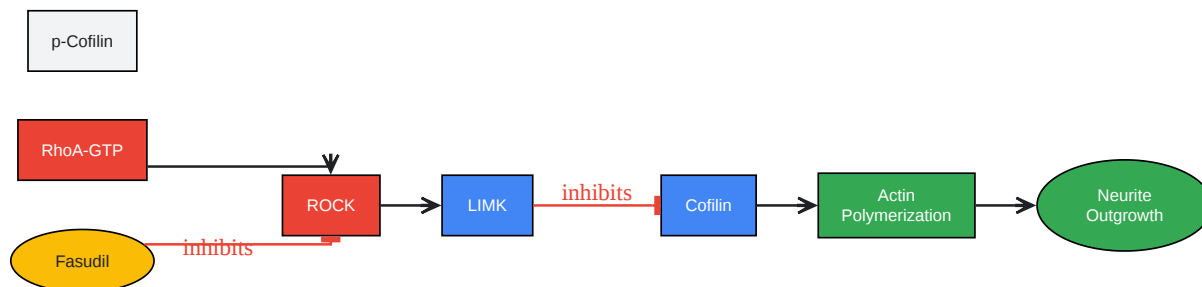 p-Cofilin
RhoA-GTP
ROCK
LIMK
inhibits
Cofilin
Actin
Polymerization
Neurite
Outgrowth
Fasudil
inhibits